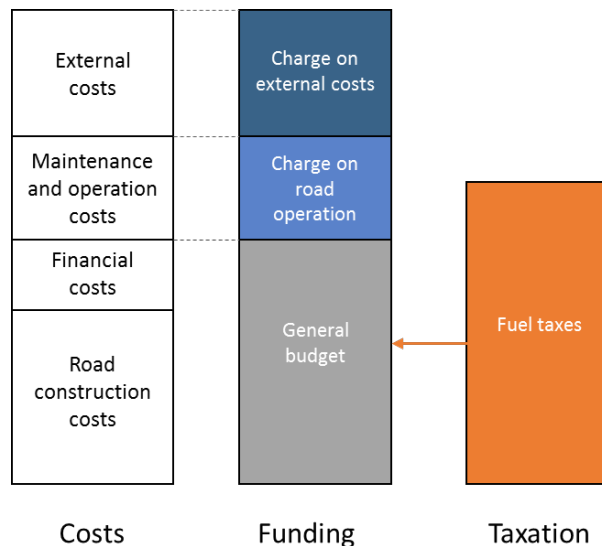 External
costs
Maintenance
and operation
costs
Financial
costs
Road
construction
costs
Costs
Charge on
external costs
Charge on
road
operation
General
budget
Funding
Fuel taxes
Taxation